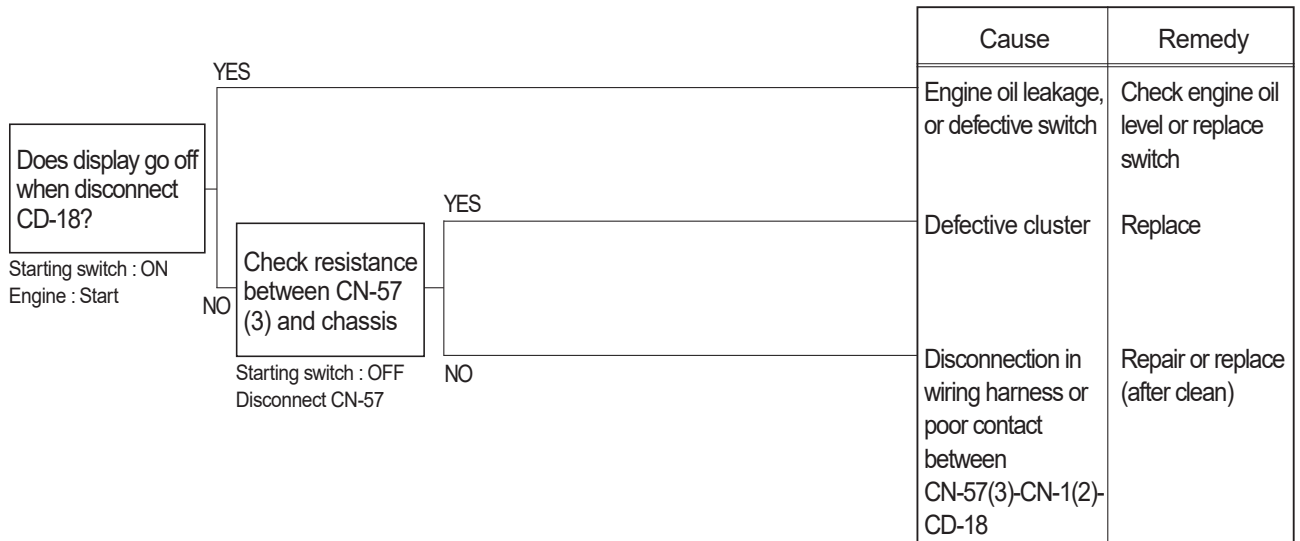 Cause
Remedy
YES
Engine oil leakage,
or defective switch
Check engine oil
level or replace
switch
Does display go off
when disconnect
CD-18?
Starting switch : ON
Engine : Start
YES
Defective cluster
Replace
NO
Check resistance
between CN-57
(3) and chassis
Starting switch : OFF
Disconnect CN-57
NO
Disconnection in
wiring harness or
poor contact
between
CN-57(3)-CN-1(2)-
CD-18
Repair or replace
(after clean)